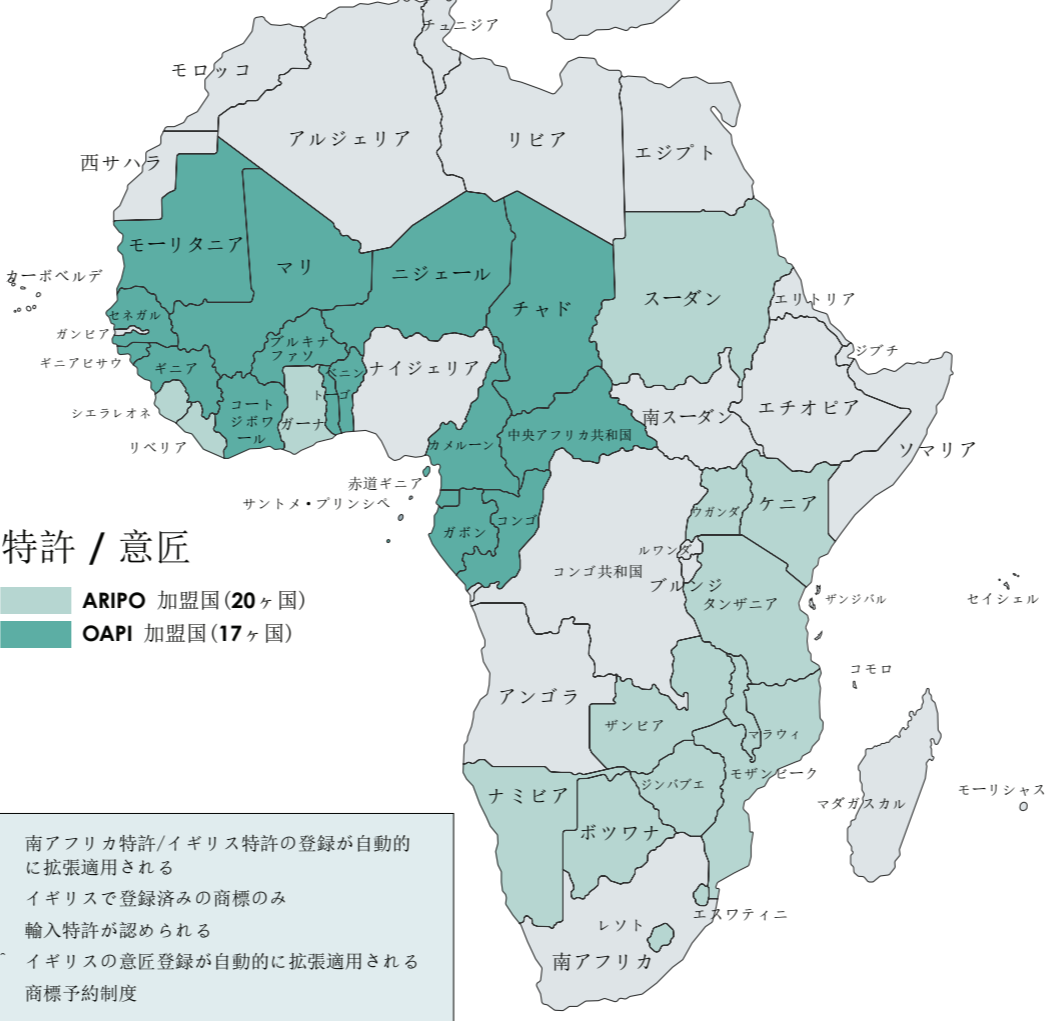 チュニジア
モロッコ
アルジェリア
リビア
エジプト
西サハラ
モーリタニア
マリ
ニジェール
チャド
スーダン
エリトリア
カーボベルデ
セネガル
ガンビア
ギニアビサウ
ギニア
ブルキナ
ファソ
ベニン
トーゴ
ナイジェリア
ジブチ
シエラレオネ
リベリア
コート
ジボワ
ール
ガーナ
カメルーン
中央アフリカ共和国
南スーダン
エチオピア
ソマリア
赤道ギニア
サントメ・プリンシペ
ガボン
コンゴ
ウガンダ
ケニア
ルワンダ
コンゴ共和国
ブルンジ
タンザニア
ザンジバル
セイシェル
特許 / 意匠
ARIPO 加盟国(20ヶ国)
OAPI 加盟国(17ヶ国)
コモロ
アンゴラ
ザンビア
マラウィ
モザンビーク
ジンバブエ
ナミビア
ボツワナ
マダガスカル
モーリシャス
エスワティニ
レソト
南アフリカ
南アフリカ特許/イギリス特許の登録が自動的
に拡張適用される
イギリスで登録済みの商標のみ
輸入特許が認められる
イギリスの意匠登録が自動的に拡張適用される
商標予約制度